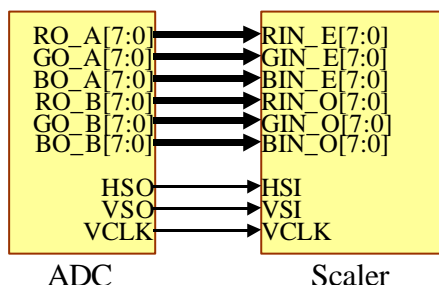 RO_A[7:0] RIN_E[7:0]
GO_A[7:0] GIN_E[7:0]
BO_A[7:0] BIN_E[7:0]
RO_B[7:0] RIN_O[7:0]
GO_B[7:0] GIN_O[7:0]
BO_B[7:0] BIN_O[7:0]
HSO HSI
VSO VSI
VCLK VCLK
ADC Scaler